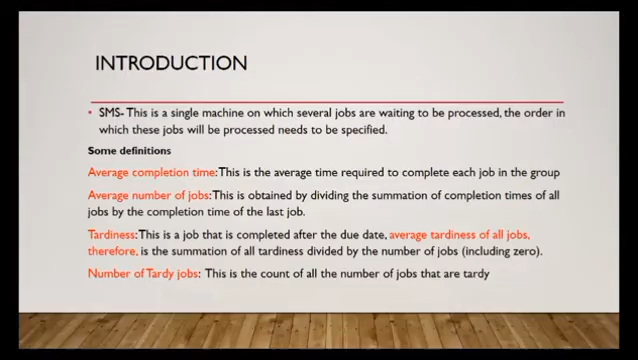 INTRODUCTION
• SMS- This is a single machine on which several jobs are waiting to be processed, the order in
which these jobs will be processed needs to be specified.
Some definitions
Average completion time: This is the average time required to complete each job in the group
Average number of jobs: This is obtained by dividing the summation of completion times of all
jobs by the completion time of the last job.
Tardiness: This is a job that is completed after the due date, average tardiness of all jobs,
therefore, is the summation of all tardiness divided by the number of jobs (including zero).
Number of Tardy jobs: This is the count of all the number of jobs that are tardy